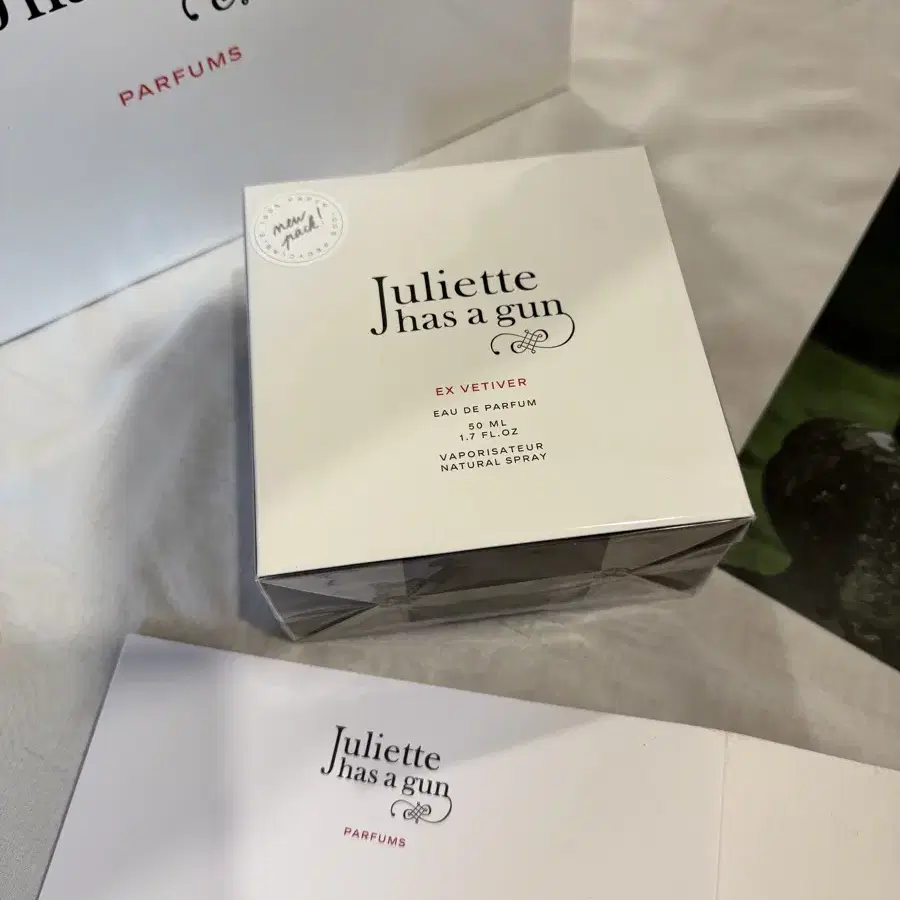 PARFUMS
new
pack!
Juliette
has a gun
EX VETIVER
EAU DE PARFUM
50 ML
1.7 FL.OZ
VAPORISATEUR
NATURAL SPRAY
Juliette
has a gun
PARFUMS